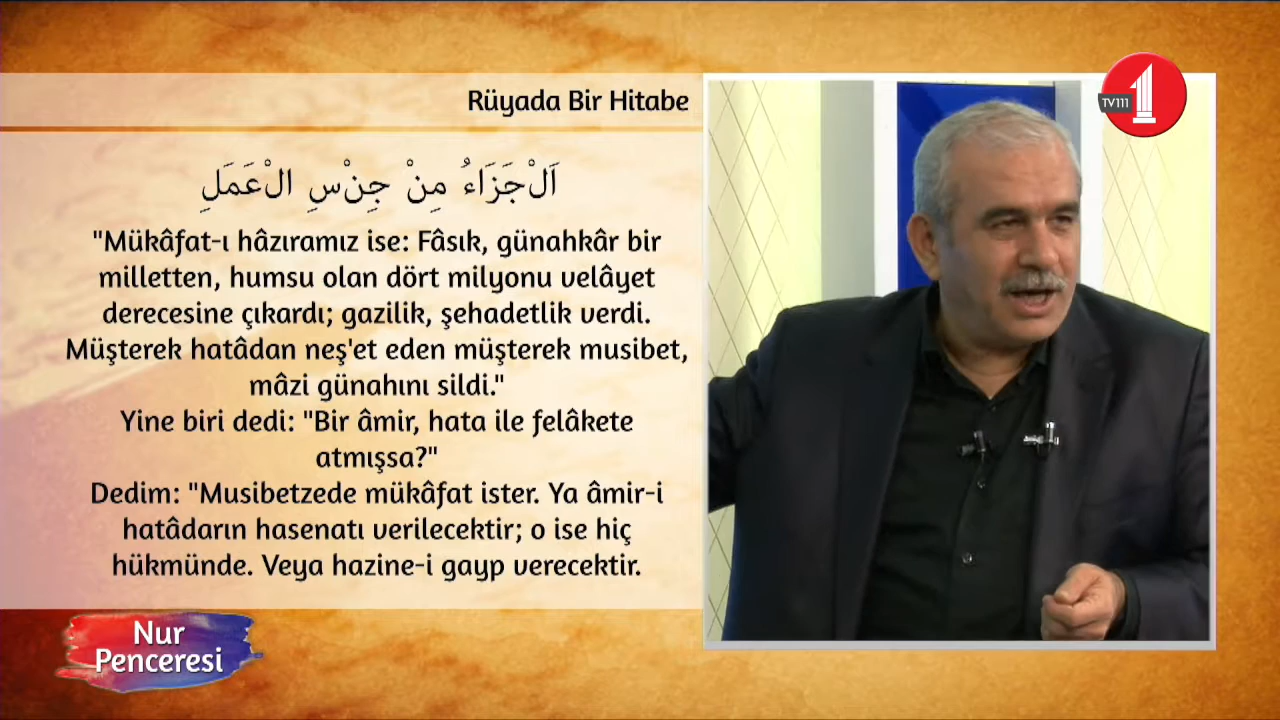 Rüyada Bir Hitabe
TV111
1
اَلْجَزَاءُ مِنْ جِنْسِ الْعَمَلِ
"Mükâfat-ı hâzıramız ise: Fâsık, günahkâr bir
milletten, humsu olan dört milyonu velâyet
derecesine çıkardı; gazilik, şehadetlik verdi.
Müşterek hatâdan neş'et eden müşterek musibet,
mâzi günahını sildi."
Yine biri dedi: "Bir âmir, hata ile felâkete
atmışsa?"
Dedim: "Musibetzede mükâfat ister. Ya âmir-i
hatâdarın hasenatı verilecektir; o ise hiç
hükmünde. Veya hazine-i gayp verecektir.
Nur
Penceresi